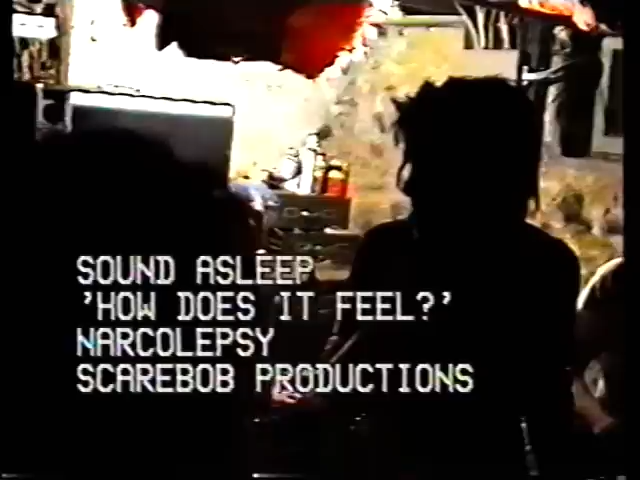 SOUND ASLEEP
'HOW DOES IT FEEL?'
NARCOLEPSY
SCAREBOB PRODUCTIONS